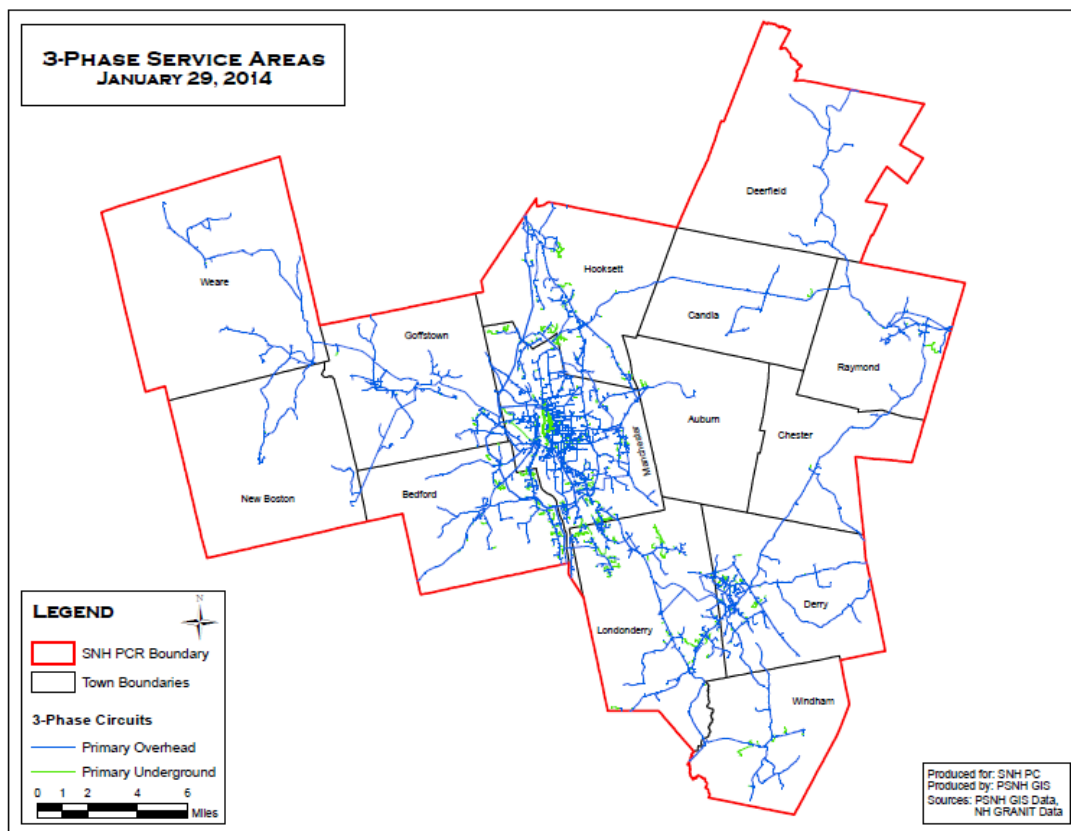 3-PHASE SERVICE AREAS
JANUARY 29, 2014
Deerfield
Weare
Hooksett
Goffstown
Candia
Raymond
Auburn
Chester
Manchester
New Boston
Bedford
Derry
Londonderry
Windham
LEGEND
N
SNH PCR Boundary
Town Boundaries
3-Phase Circuits
Primary Overhead
Primary Underground
0 1 2 4 6
Miles
Produced for: SNH PC
Produced by: PSNH GIS
Sources: PSNH GIS Data,
NH GRANIT Data